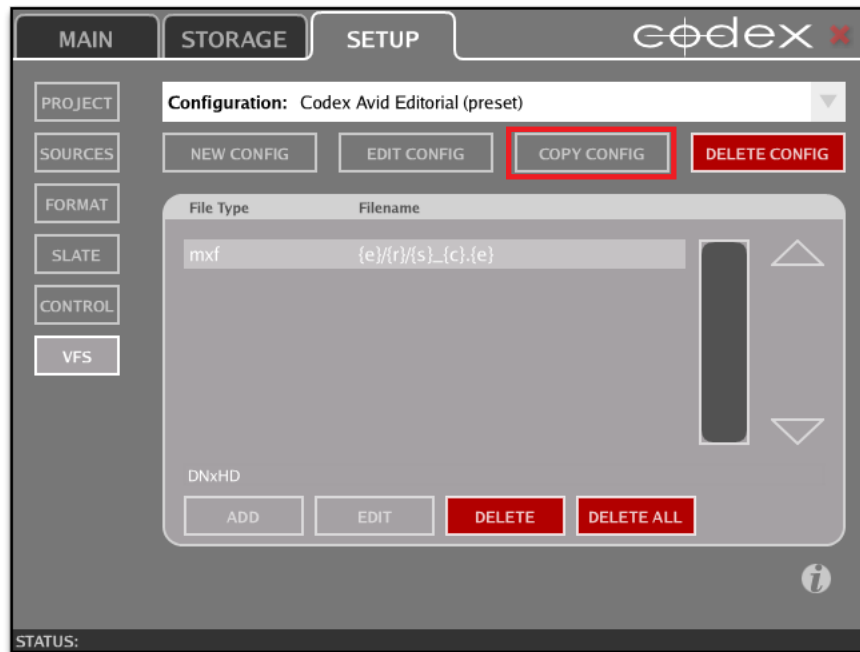 MAIN STORAGE SETUP codex
PROJECT
Configuration: Codex Avid Editorial (preset)
SOURCES
NEW CONFIG EDIT CONFIG COPY CONFIG DELETE CONFIG
FORMAT
File Type Filename
SLATE
mxf {e}/{r}/{s}_{c}.{e}
CONTROL
VFS
DNxHD
ADD EDIT DELETE DELETE ALL
i
STATUS: